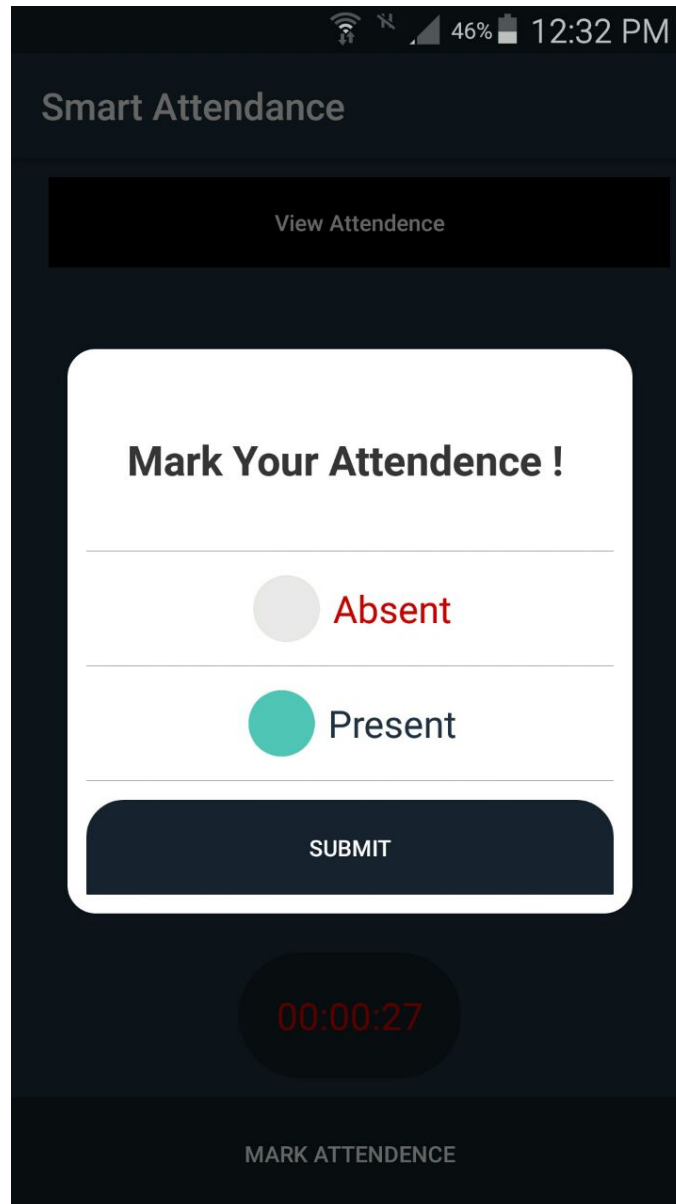 46% 12:32 PM
Smart Attendance
View Attendence
Mark Your Attendence !
Absent
Present
SUBMIT
00:00:27
MARK ATTENDENCE